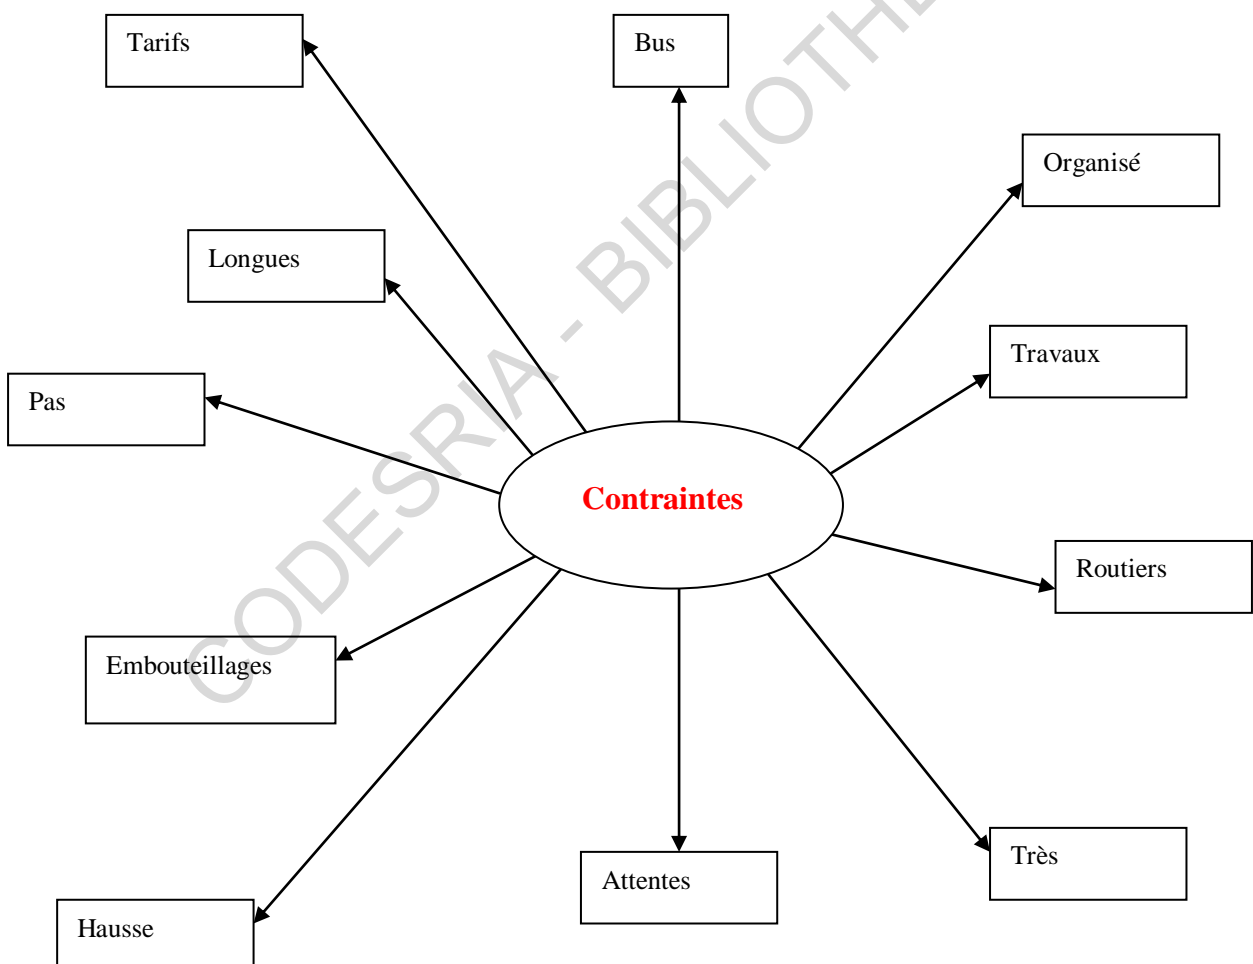 Tarifs
Bus
Organisé
Longues
Travaux
Pas
Contraintes
Routiers
Embouteillages
Très
Attentes
Hausse
CODESRIA - BIBLIOTHE